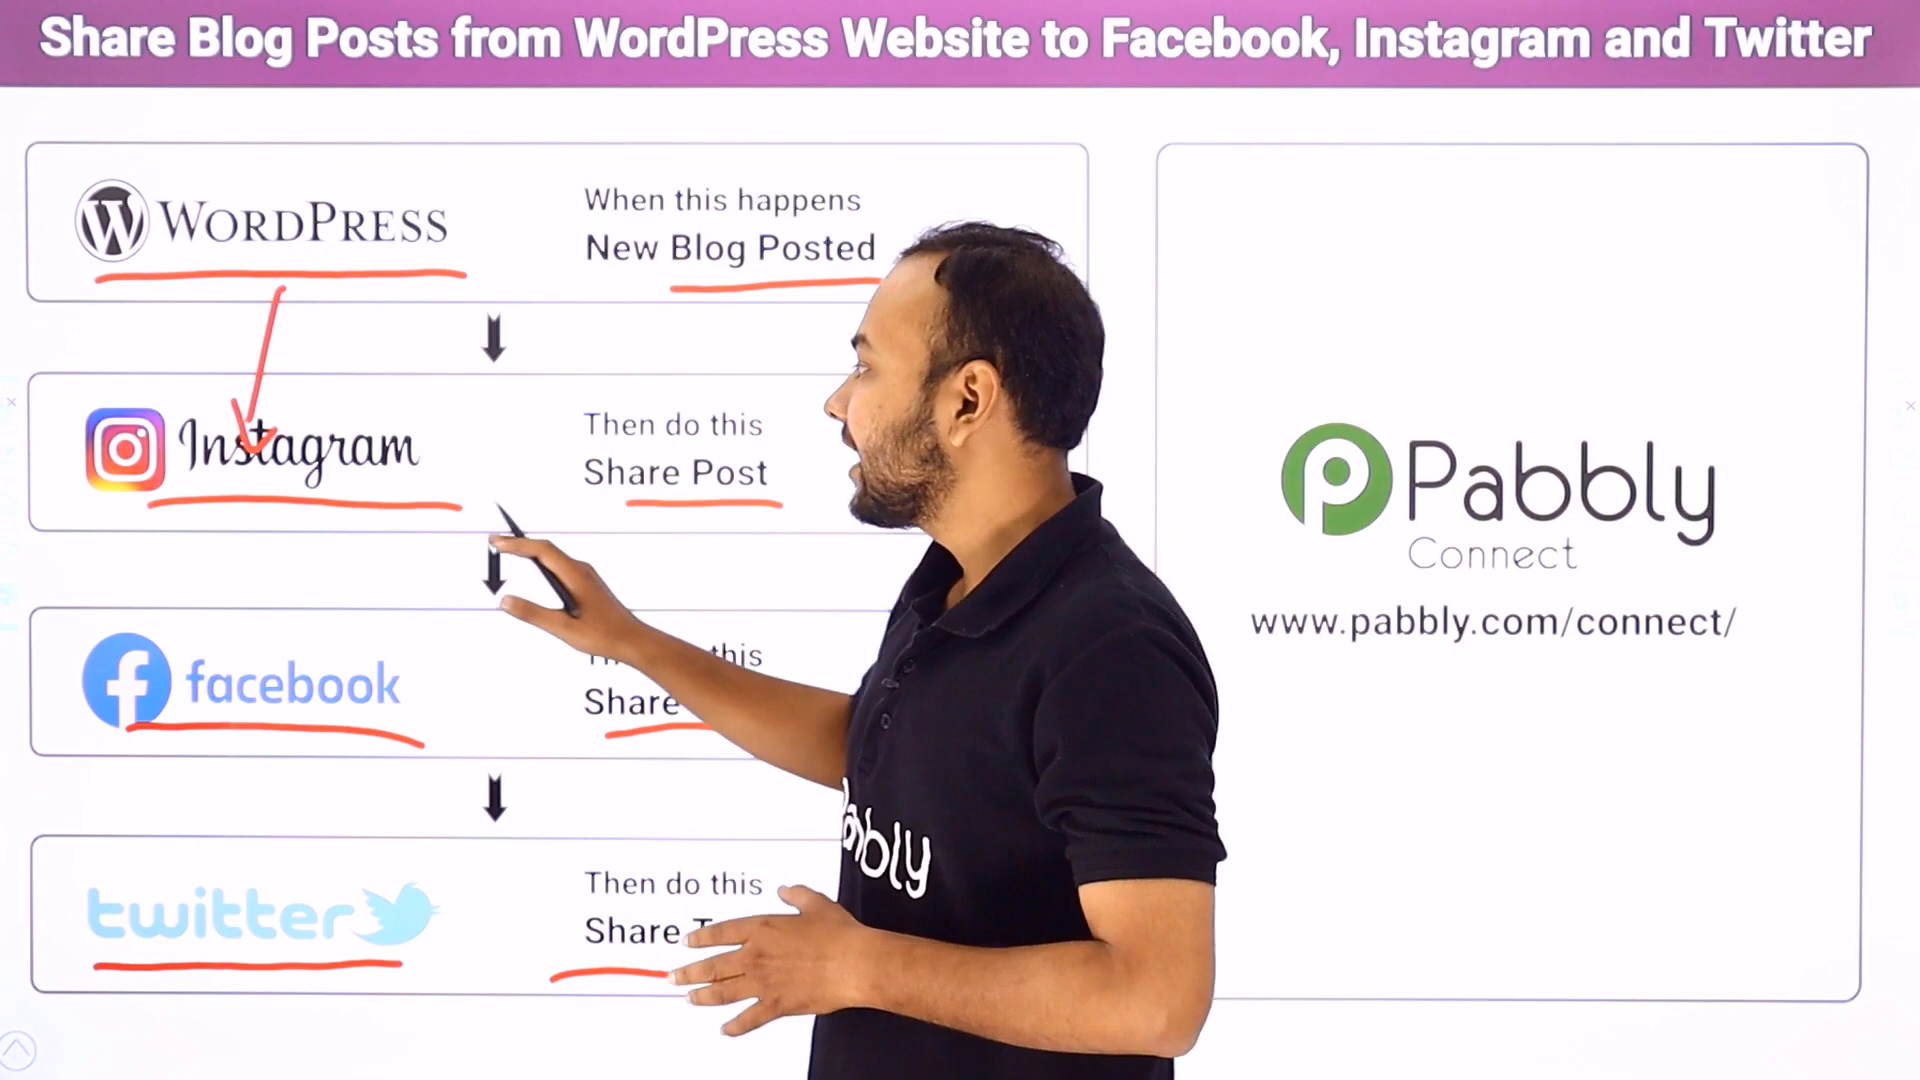 Share Blog Posts from WordPress Website to Facebook, Instagram and Twitter
WORDPRESS
When this happens
New Blog Posted
Instagram
Then do this
Share Post
facebook
this
Share
twitter
Then do this
Share
Pabbly
Connect
www.pabbly.com/connect/
Pabbly